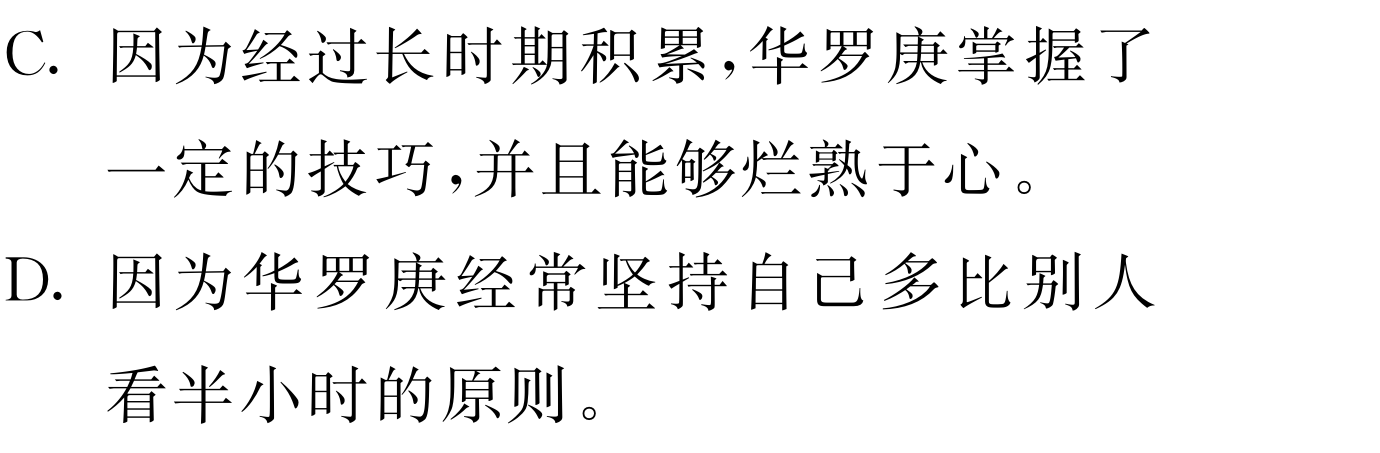 C. 因为经过长时期积累,华罗庚掌握了
一定的技巧,并且能够烂熟于心。
D. 因为华罗庚经常坚持自己多比别人
看半小时的原则。